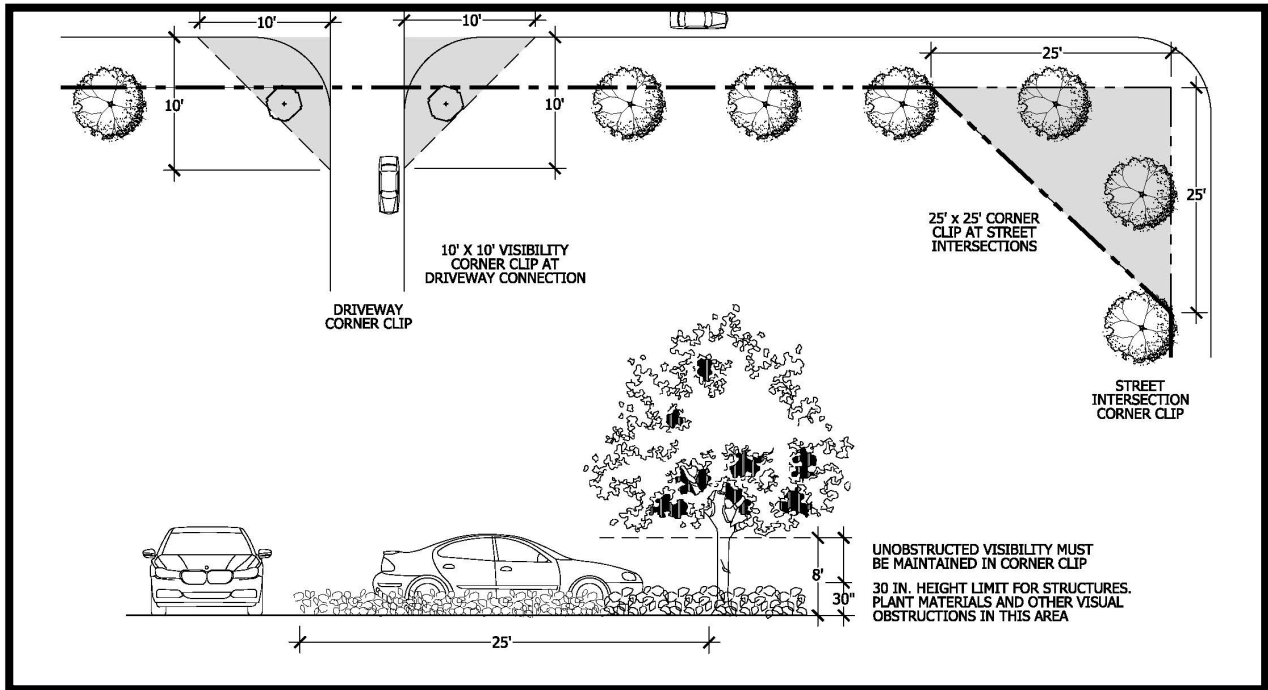 10'
10'
25'
10'
10'
25'
25' x 25' CORNER
CLIP AT STREET
INTERSECTIONS
10' X 10' VISIBILITY
CORNER CLIP AT
DRIVEWAY CONNECTION
DRIVEWAY
CORNER CLIP
STREET
INTERSECTION
CORNER CLIP
UNOBSTRUCTED VISIBILITY MUST
BE MAINTAINED IN CORNER CLIP
8'
30"
30 IN. HEIGHT LIMIT FOR STRUCTURES.
PLANT MATERIALS AND OTHER VISUAL
OBSTRUCTIONS IN THIS AREA
25'